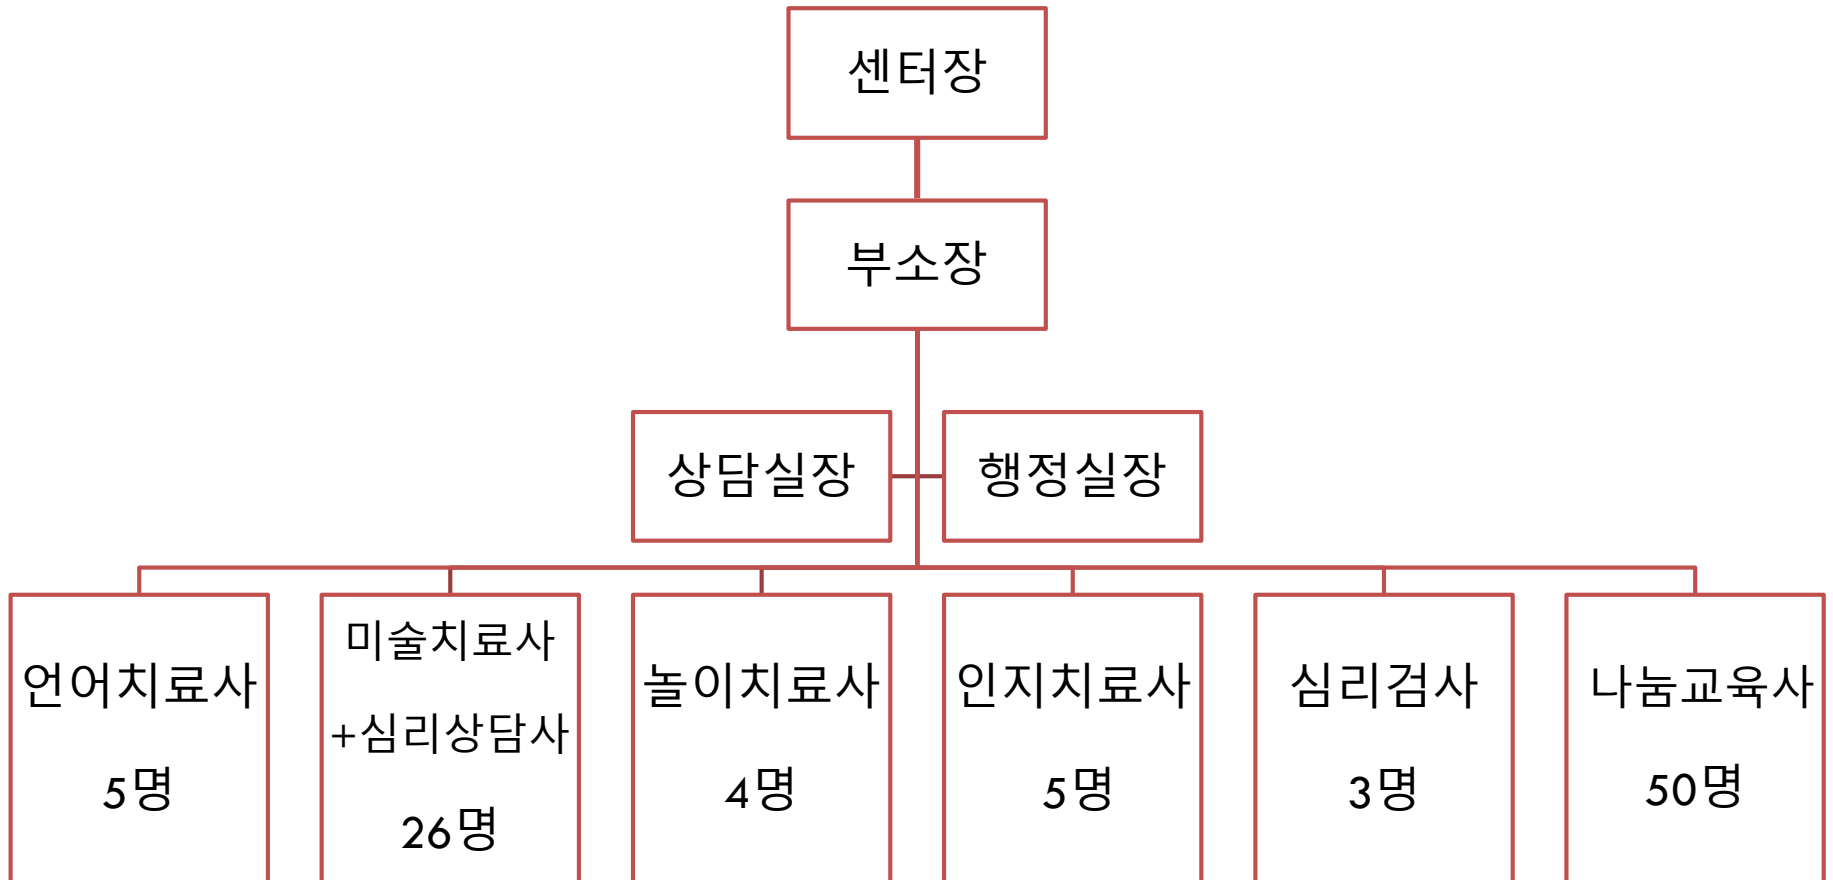 센터장
부소장
상담실장
행정실장
언어치료사
5명
미술치료사
+심리상담사
26명
놀이치료사
4명
인지치료사
5명
심리검사
3명
나눔교육사
50명